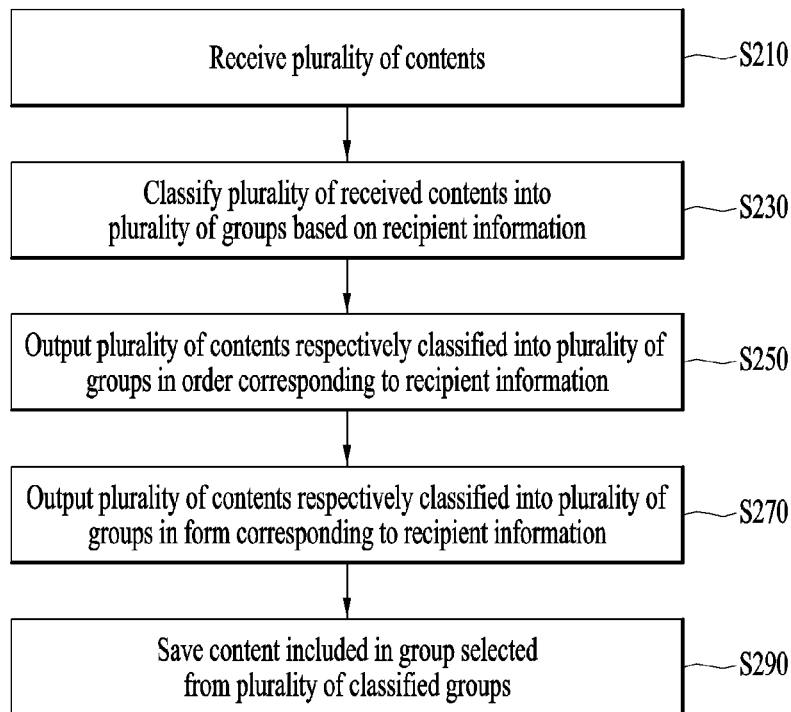 Receive plurality of contents
S210
Classify plurality of received contents into
plurality of groups based on recipient information
S230
Output plurality of contents respectively classified into plurality of
groups in order corresponding to recipient information
S250
Output plurality of contents respectively classified into plurality of
groups in form corresponding to recipient information
S270
Save content included in group selected
from plurality of classified groups
S290